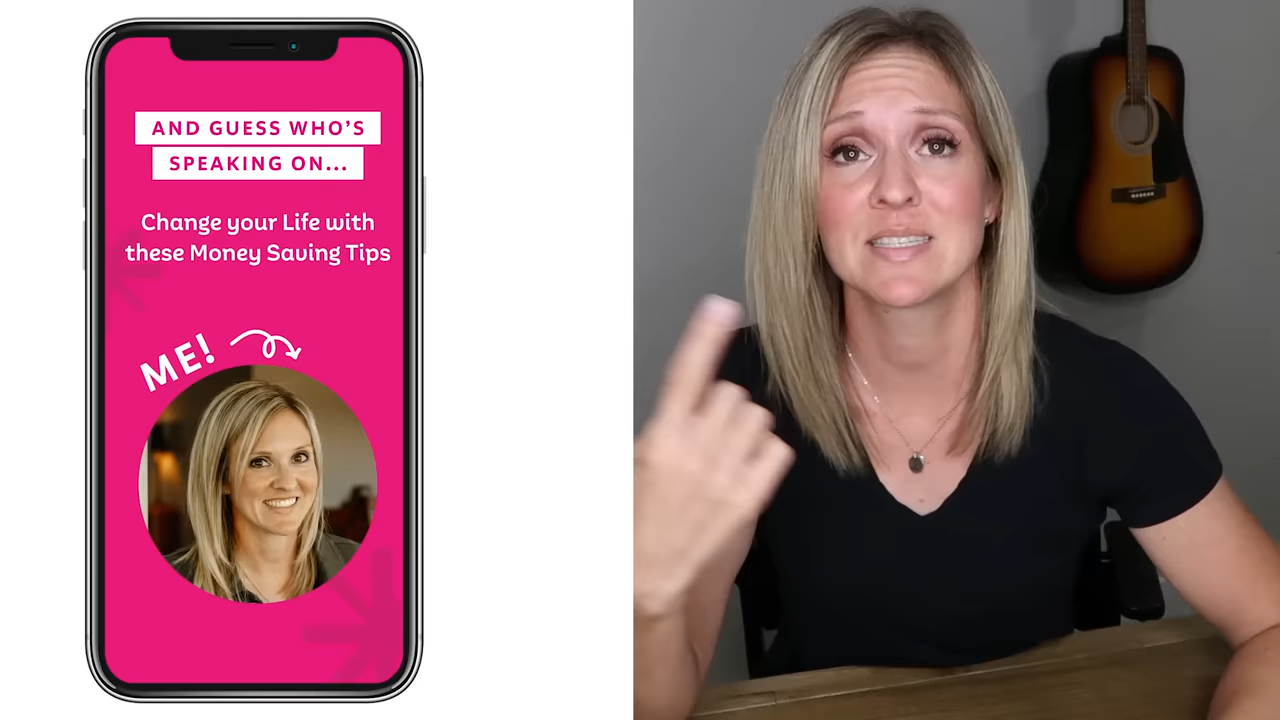 AND GUESS WHO'S
SPEAKING ON...
Change your Life with
these Money Saving Tips
ME!